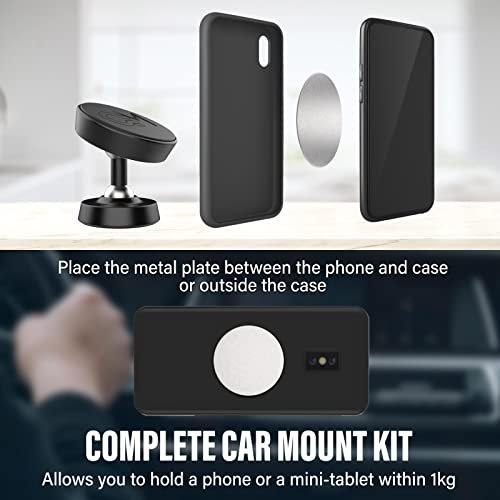 Place the metal plate between the phone and case
or outside the case
COMPLETE CAR MOUNT KIT
Allows you to hold a phone or a mini-tablet within 1kg